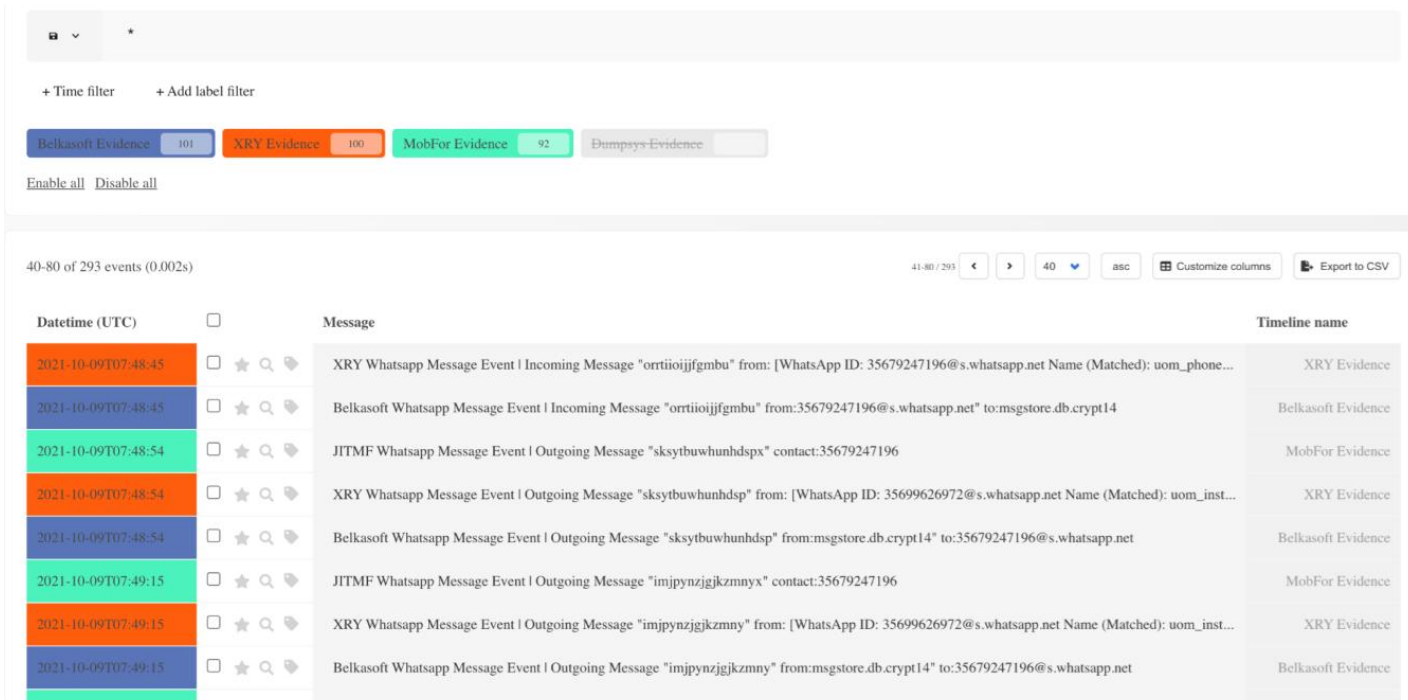 *
+ Time filter + Add label filter
Belkasoft Evidence 101 XRY Evidence 100 MobFor Evidence 92 Dumpsys Evidence
Enable all Disable all
40-80 of 293 events (0.002s) 41-80 / 293 40 asc Customize columns Export to CSV
Datetime (UTC) Message Timeline name
2021-10-09T07:48:45 XRY Whatsapp Message Event | Incoming Message "orrtiioijjfgmbu" from: [WhatsApp ID: 35679247196@s.whatsapp.net Name (Matched): uom_phone... XRY Evidence
2021-10-09T07:48:45 Belkasoft Whatsapp Message Event | Incoming Message "orrtiioijjfgmbu" from:35679247196@s.whatsapp.net" to:msgstore.db.crypt14 Belkasoft Evidence
2021-10-09T07:48:54 JITMF Whatsapp Message Event | Outgoing Message "sksytbuwhunhdspx" contact:35679247196 MobFor Evidence
2021-10-09T07:48:54 XRY Whatsapp Message Event | Outgoing Message "sksytbuwhunhdsp" from: [WhatsApp ID: 35699626972@s.whatsapp.net Name (Matched): uom_inst... XRY Evidence
2021-10-09T07:48:54 Belkasoft Whatsapp Message Event | Outgoing Message "sksytbuwhunhdsp" from:msgstore.db.crypt14" to:35679247196@s.whatsapp.net Belkasoft Evidence
2021-10-09T07:49:15 JITMF Whatsapp Message Event | Outgoing Message "imjpynzjgjkzmnyx" contact:35679247196 MobFor Evidence
2021-10-09T07:49:15 XRY Whatsapp Message Event | Outgoing Message "imjpynzjgjkzmny" from: [WhatsApp ID: 35699626972@s.whatsapp.net Name (Matched): uom_inst... XRY Evidence
2021-10-09T07:49:15 Belkasoft Whatsapp Message Event | Outgoing Message "imjpynzjgjkzmny" from:msgstore.db.crypt14" to:35679247196@s.whatsapp.net Belkasoft Evidence